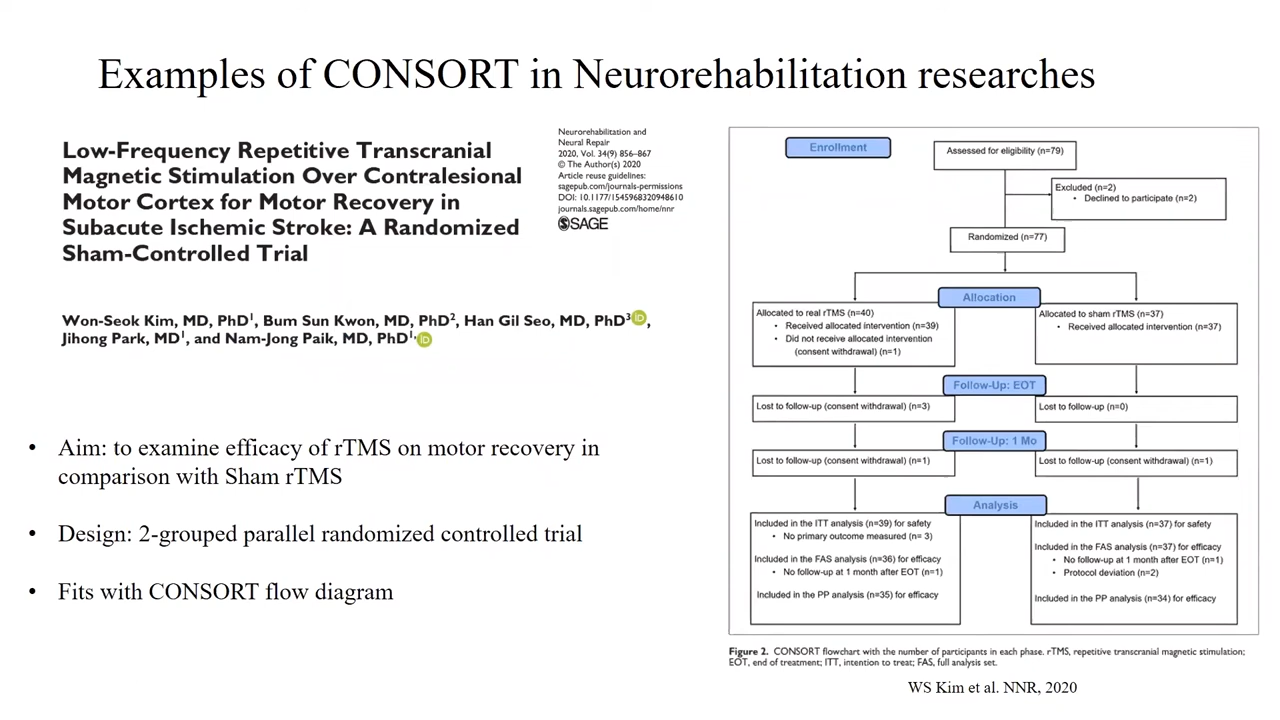 Examples of CONSORT in Neurorehabilitation researches
Low-Frequency Repetitive Transcranial
Magnetic Stimulation Over Contralesional
Motor Cortex for Motor Recovery in
Subacute Ischemic Stroke: A Randomized
Sham-Controlled Trial
Neurorehabilitation and
Neural Repair
2020, Vol. 34(9) 856–867
© The Author(s) 2020
Article reuse guidelines:
sagepub.com/journals-permissions
DOI: 10.1177/1545968320948610
journals.sagepub.com/home/nnr
SAGE
Won-Seok Kim, MD, PhD1, Bum Sun Kwon, MD, PhD2, Han Gil Seo, MD, PhD3 iD,
Jihong Park, MD1, and Nam-Jong Paik, MD, PhD1, iD
• Aim: to examine efficacy of rTMS on motor recovery in
comparison with Sham rTMS
• Design: 2-grouped parallel randomized controlled trial
• Fits with CONSORT flow diagram
Enrollment
Assessed for eligibility (n=79)
Excluded (n=2)
• Declined to participate (n=2)
Randomized (n=77)
Allocation
Allocated to real rTMS (n=40)
• Received allocated intervention (n=39)
• Did not receive allocated intervention
(consent withdrawal) (n=1)
Allocated to sham rTMS (n=37)
• Received allocated intervention (n=37)
Follow-Up: EOT
Lost to follow-up (consent withdrawal) (n=3)
Lost to follow-up (n=0)
Follow-Up: 1 Mo
Lost to follow-up (consent withdrawal) (n=1)
Lost to follow-up (consent withdrawal) (n=1)
Analysis
Included in the ITT analysis (n=39) for safety
• No primary outcome measured (n= 3)
Included in the FAS analysis (n=36) for efficacy
• No follow-up at 1 month after EOT (n=1)
Included in the PP analysis (n=35) for efficacy
Included in the ITT analysis (n=37) for safety
Included in the FAS analysis (n=37) for efficacy
• No follow-up at 1 month after EOT (n=1)
• Protocol deviation (n=2)
Included in the PP analysis (n=34) for efficacy
Figure 2. CONSORT flowchart with the number of participants in each phase. rTMS, repetitive transcranial magnetic stimulation;
EOT, end of treatment; ITT, intention to treat; FAS, full analysis set.
WS Kim et al. NNR, 2020